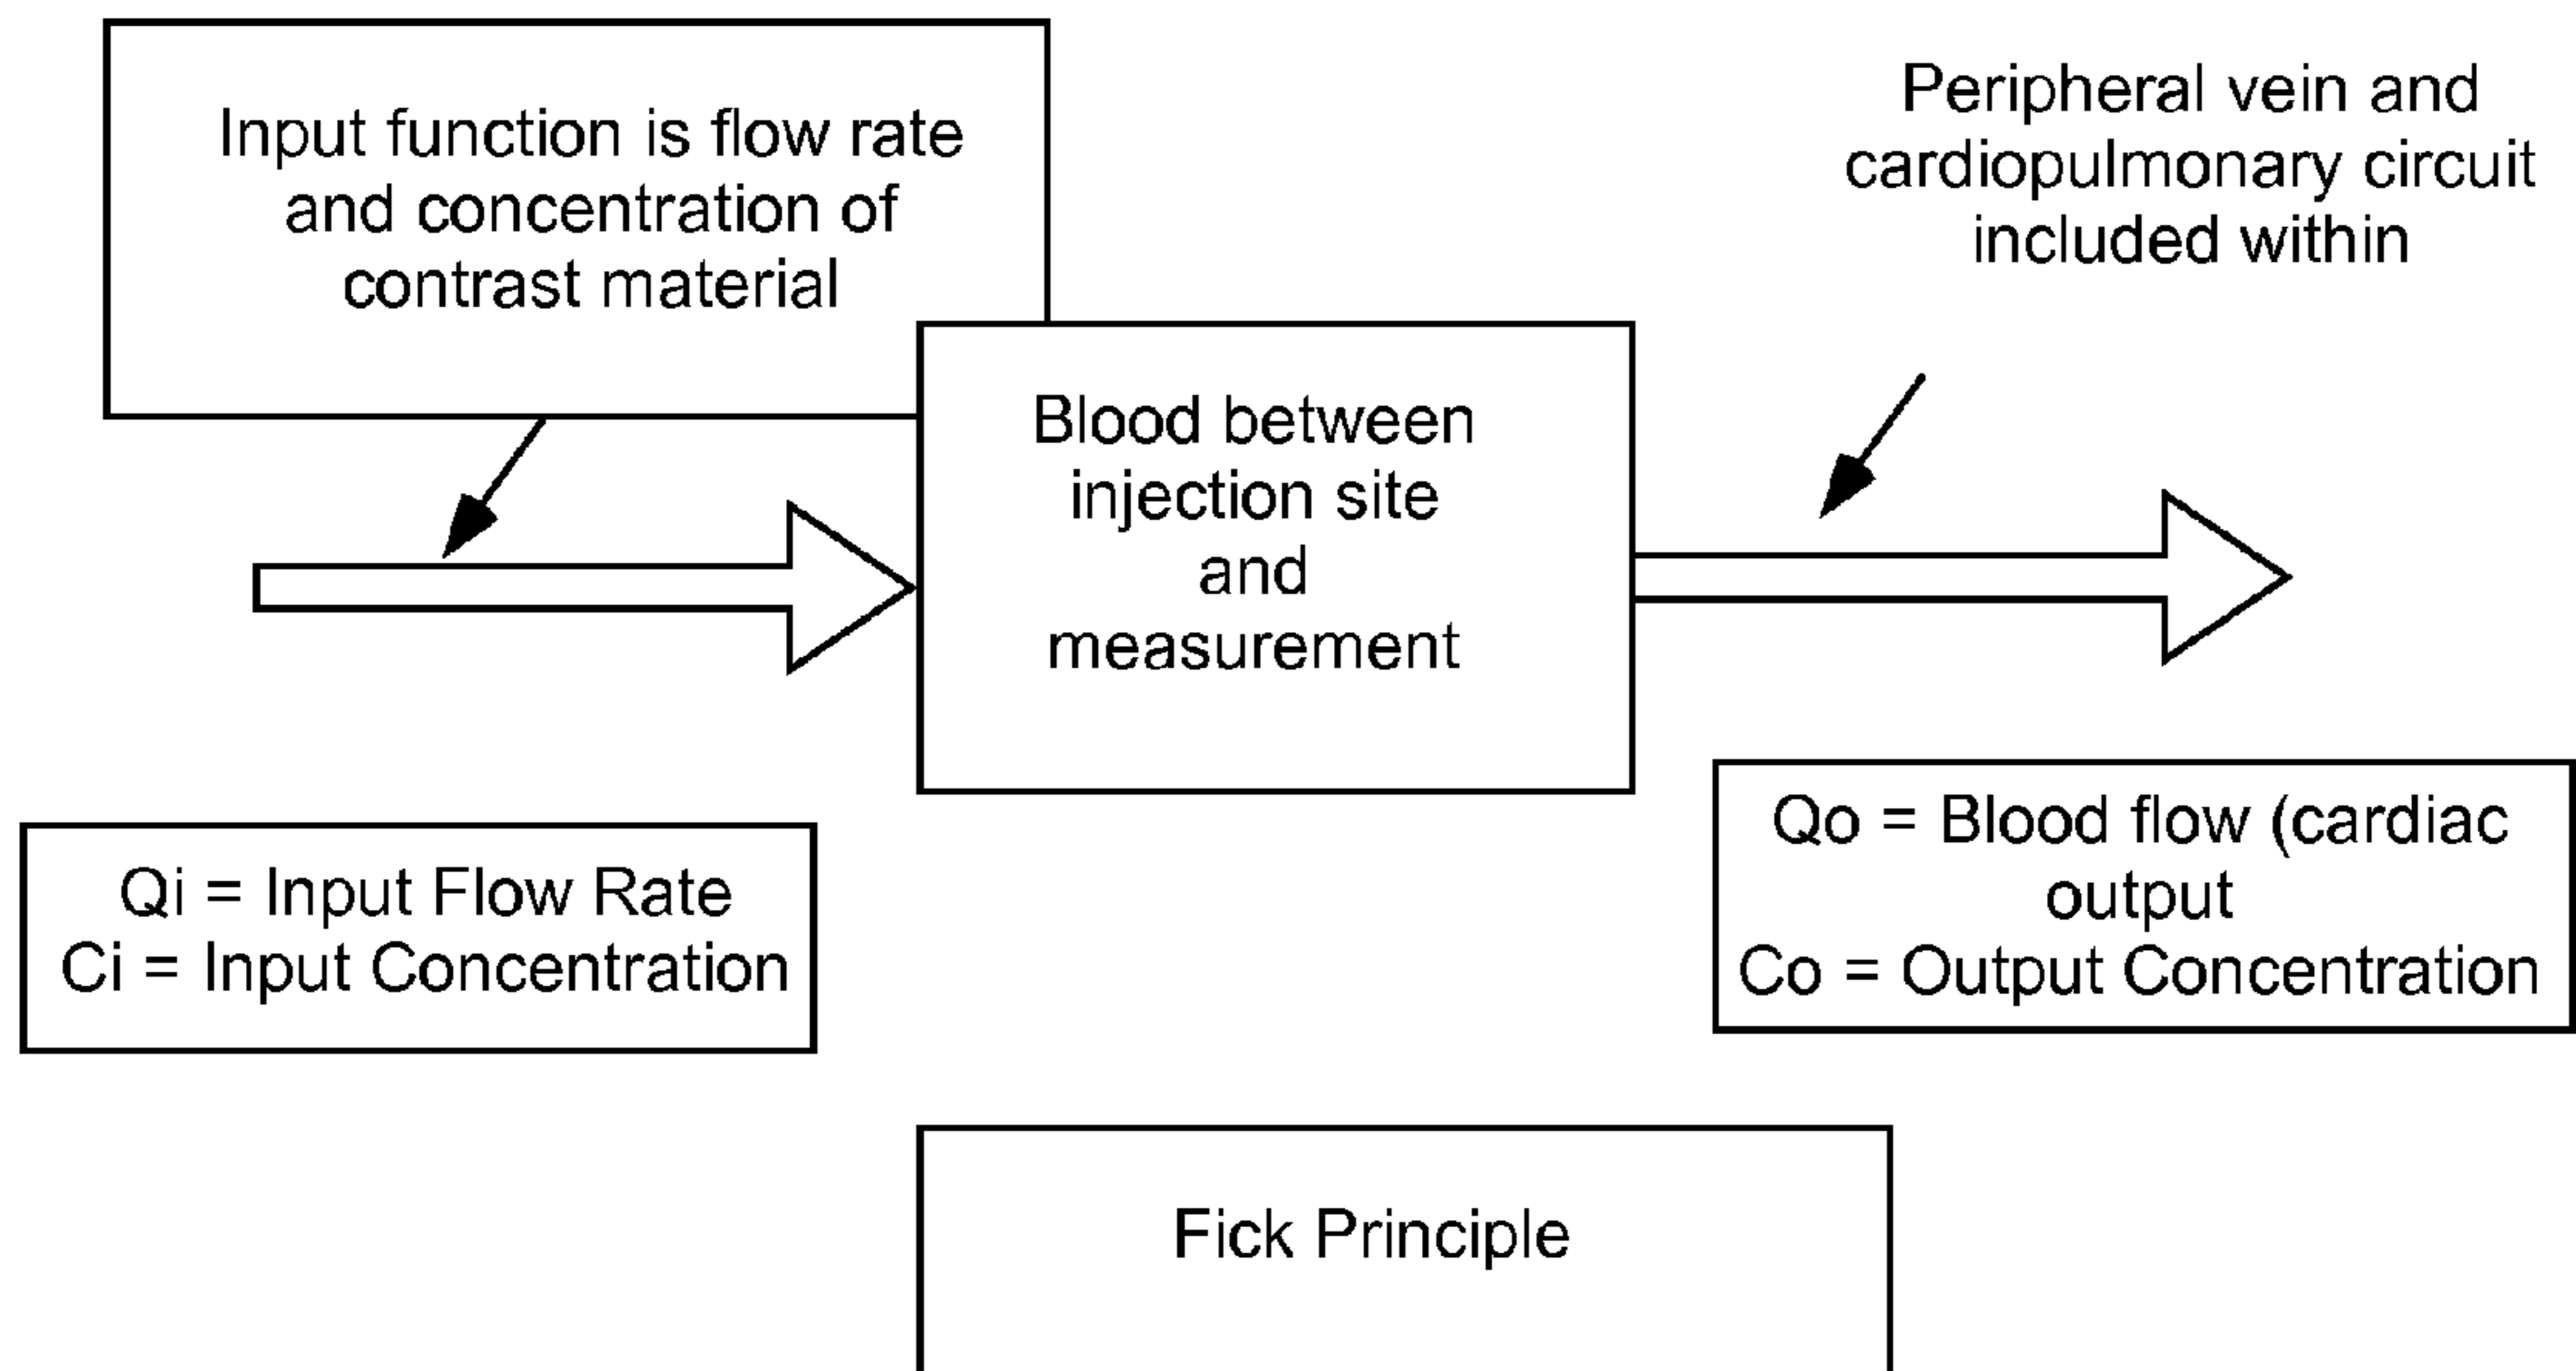 Input function is flow rate
and concentration of
contrast material
Peripheral vein and
cardiopulmonary circuit
included within
Blood between
injection site
and
measurement
Qi = Input Flow Rate
Ci = Input Concentration
Qo = Blood flow (cardiac
output
Co = Output Concentration
Fick Principle